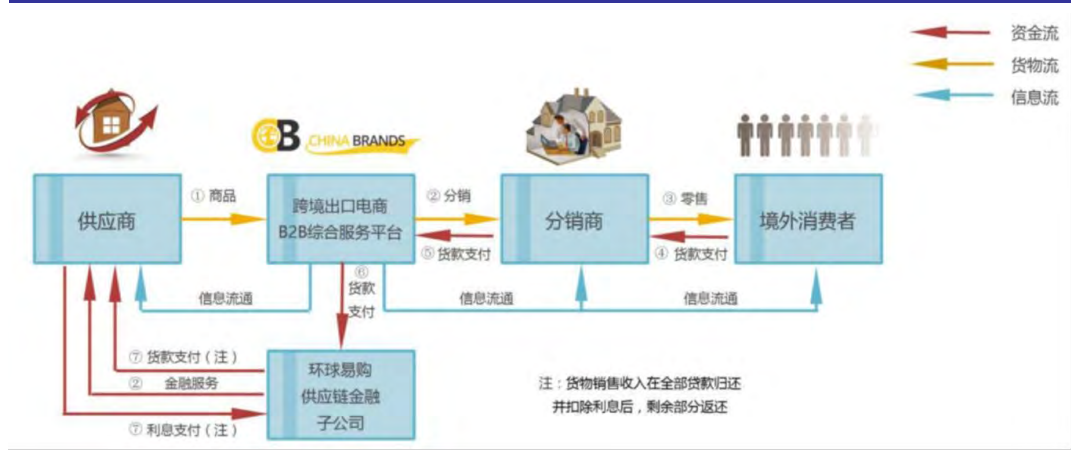 资金流
货物流
信息流
CB CHINA BRANDS
供应商
① 商品
跨境出口电商
B2B综合服务平台
② 分销
分销商
③ 零售
境外消费者
⑤ 货款支付
④ 货款支付
⑥
货款
支付
信息流通
信息流通
信息流通
⑦ 货款支付（注）
② 金融服务
⑦ 利息支付（注）
环球易购
供应链金融
子公司
注：货物销售收入在全部贷款归还
并扣除利息后，剩余部分返还